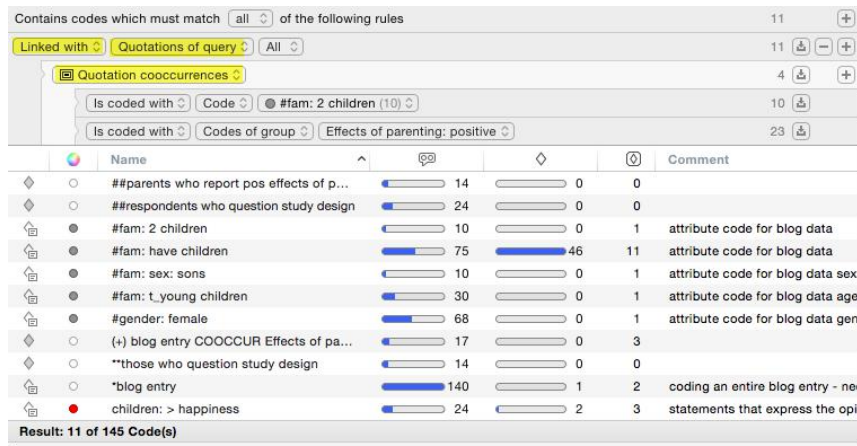 Contains codes which must match all of the following rules 11
Linked with Quotations of query All 11
Quotation cooccurrences 4
Is coded with Code #fam: 2 children (10) 10
Is coded with Codes of group Effects of parenting: positive 23
Name Comment
##parents who report pos effects of p... 14 0 0
##respondents who question study design 24 0 0
#fam: 2 children 10 0 1 attribute code for blog data
#fam: have children 75 46 11 attribute code for blog data
#fam: sex: sons 10 0 1 attribute code for blog data sex
#fam: t_young children 30 0 1 attribute code for blog data age
#gender: female 68 0 1 attribute code for blog data gen
(+) blog entry COOCCUR Effects of pa... 17 0 3
**those who question study design 14 0 0
*blog entry 140 1 2 coding an entire blog entry - ne
children: > happiness 24 2 3 statements that express the opi
Result: 11 of 145 Code(s)